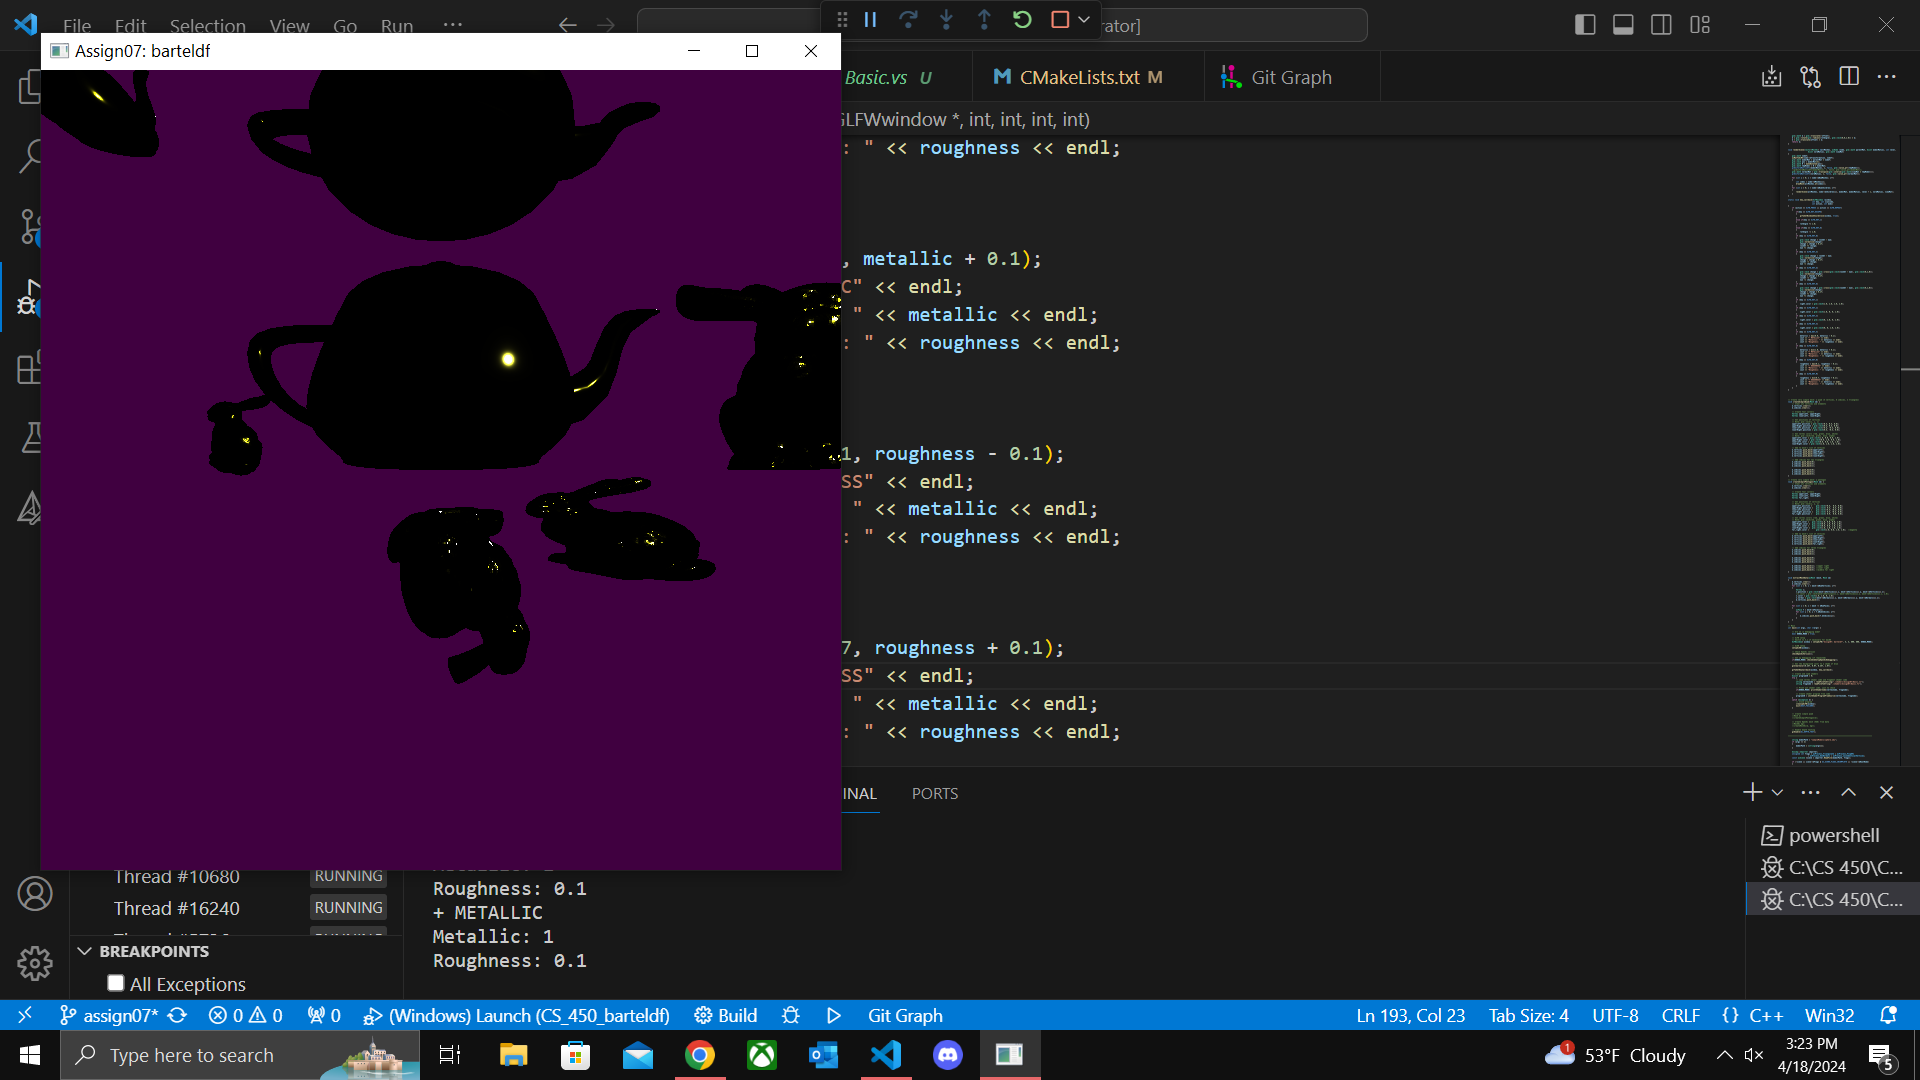 File Edit Selection View Go Run ...
rator]
Assign07: barteldf
Basic.vs U
CMakeLists.txt M
Git Graph
GLFWwindow *, int, int, int, int)
: " << roughness << endl;
, metallic + 0.1);
C" << endl;
" << metallic << endl;
: " << roughness << endl;
1, roughness - 0.1);
SS" << endl;
" << metallic << endl;
: " << roughness << endl;
7, roughness + 0.1);
SS" << endl;
" << metallic << endl;
: " << roughness << endl;
INAL PORTS
powershell
C:\CS 450\C...
C:\CS 450\C...
Thread #10680 RUNNING
Thread #16240 RUNNING
BREAKPOINTS
All Exceptions
Roughness: 0.1
+ METALLIC
Metallic: 1
Roughness: 0.1
assign07* 0 0 0 (Windows) Launch (CS_450_barteldf) Build Git Graph
Ln 193, Col 23 Tab Size: 4 UTF-8 CRLF {} C++ Win32
Type here to search
1 53°F Cloudy
3:23 PM
4/18/2024
5